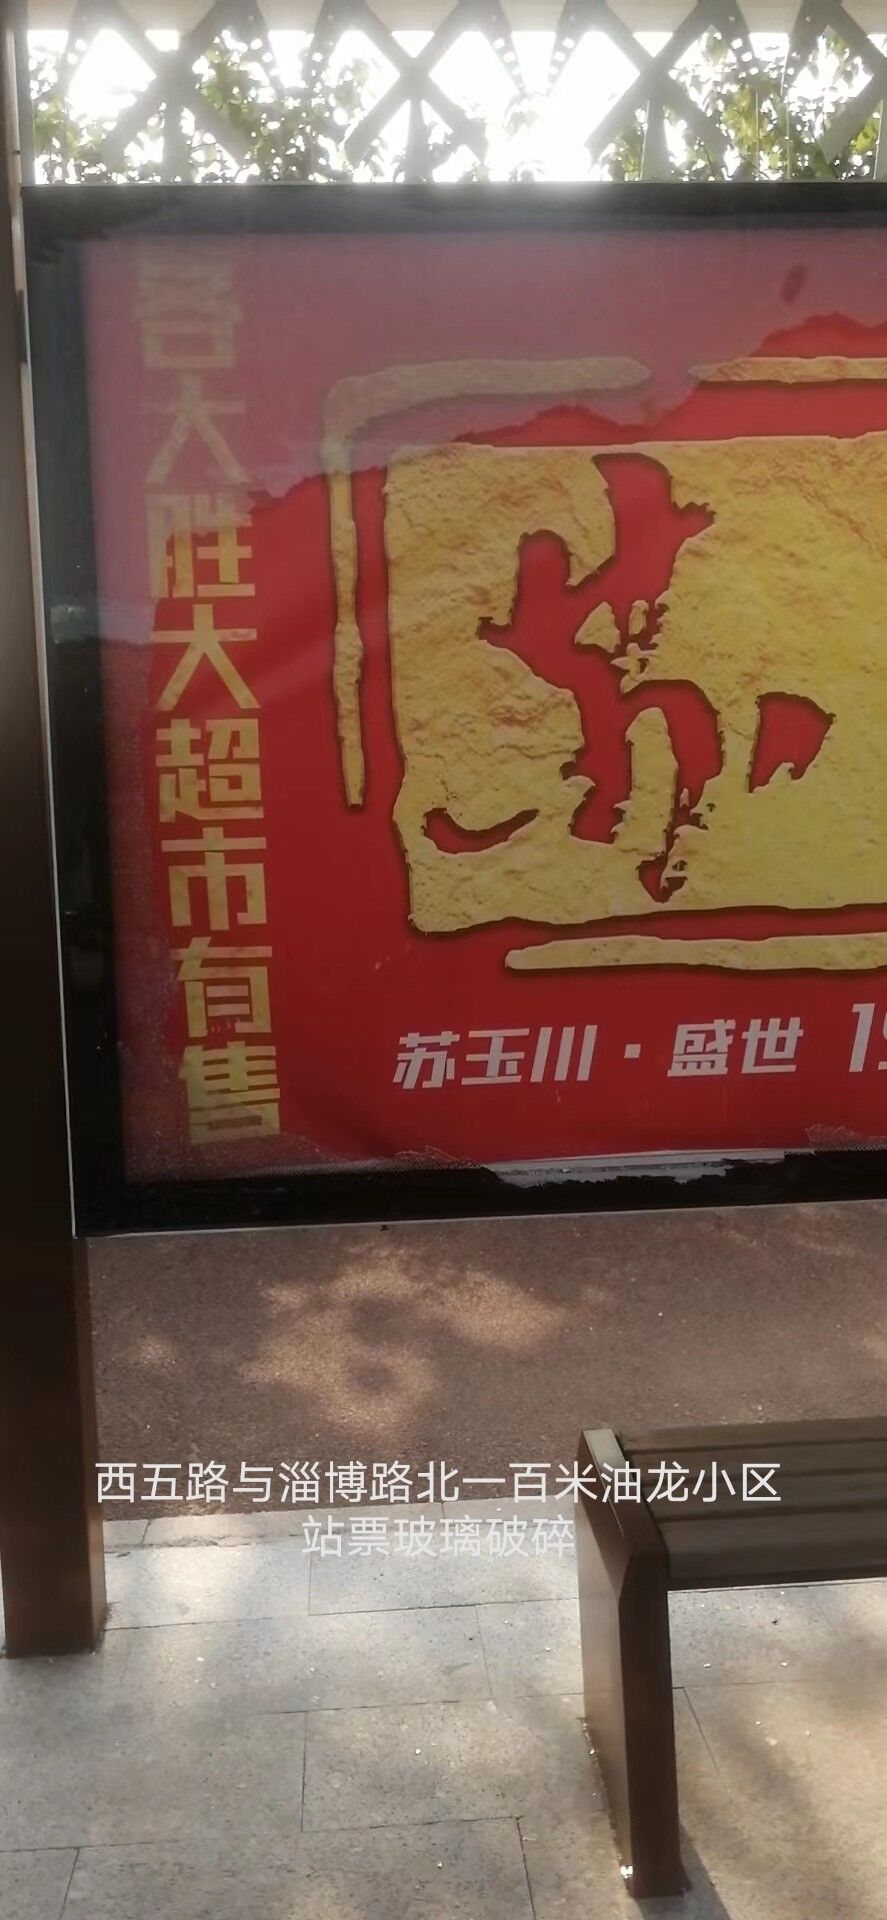 各大胜大超市有售
苏玉川·盛世
西五路与淄博路北一百米油龙小区
站票玻璃破碎